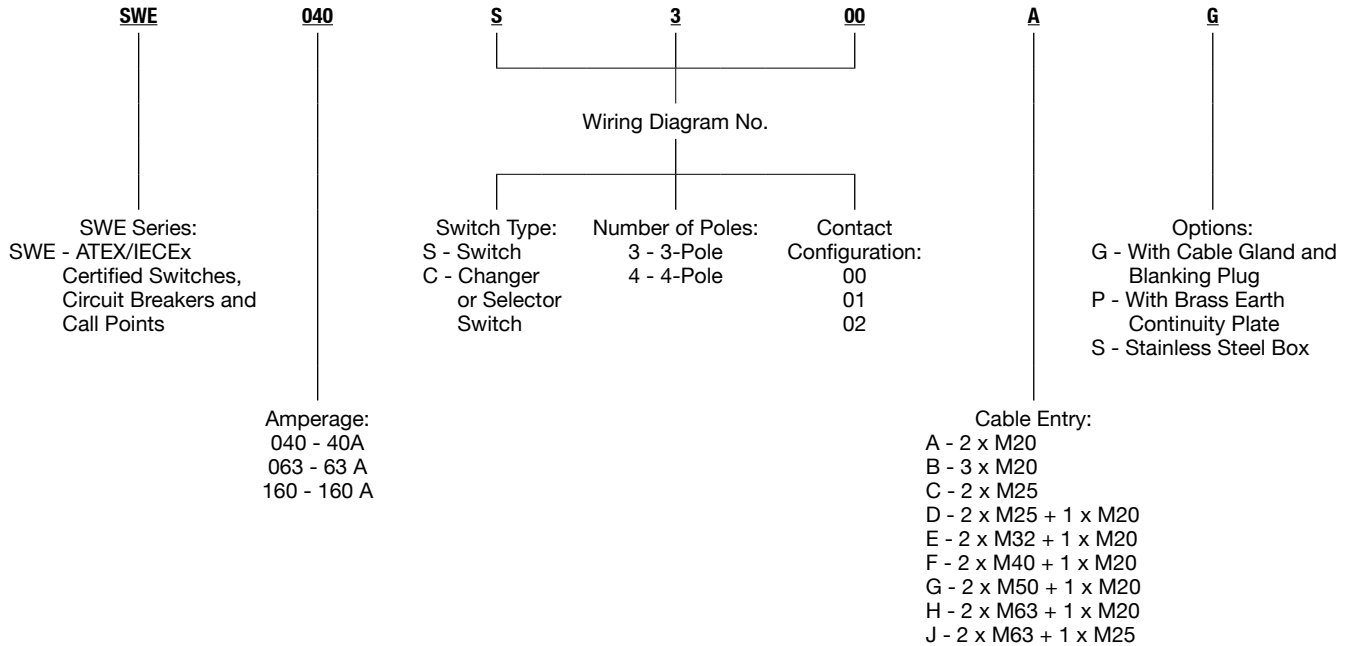 SWE 040 S 3 00 A G
Wiring Diagram No.
SWE Series:
SWE - ATEX/IECEx
Certified Switches,
Circuit Breakers and
Call Points
Amperage:
040 - 40A
063 - 63 A
160 - 160 A
Switch Type:
S - Switch
C - Changer
or Selector
Switch
Number of Poles:
3 - 3-Pole
4 - 4-Pole
Contact
Configuration:
00
01
02
Cable Entry:
A - 2 x M20
B - 3 x M20
C - 2 x M25
D - 2 x M25 + 1 x M20
E - 2 x M32 + 1 x M20
F - 2 x M40 + 1 x M20
G - 2 x M50 + 1 x M20
H - 2 x M63 + 1 x M20
J - 2 x M63 + 1 x M25
Options:
G - With Cable Gland and
Blanking Plug
P - With Brass Earth
Continuity Plate
S - Stainless Steel Box